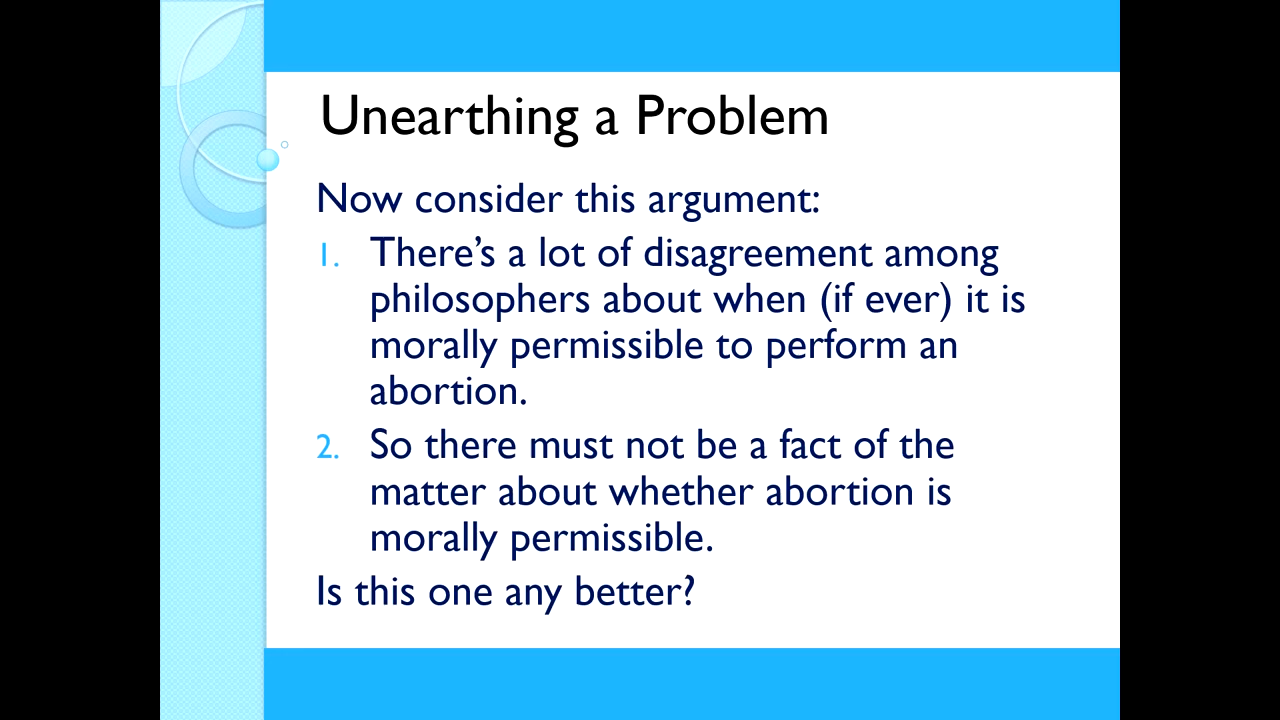 Unearthing a Problem
Now consider this argument:
1. There’s a lot of disagreement among
philosophers about when (if ever) it is
morally permissible to perform an
abortion.
2. So there must not be a fact of the
matter about whether abortion is
morally permissible.
Is this one any better?